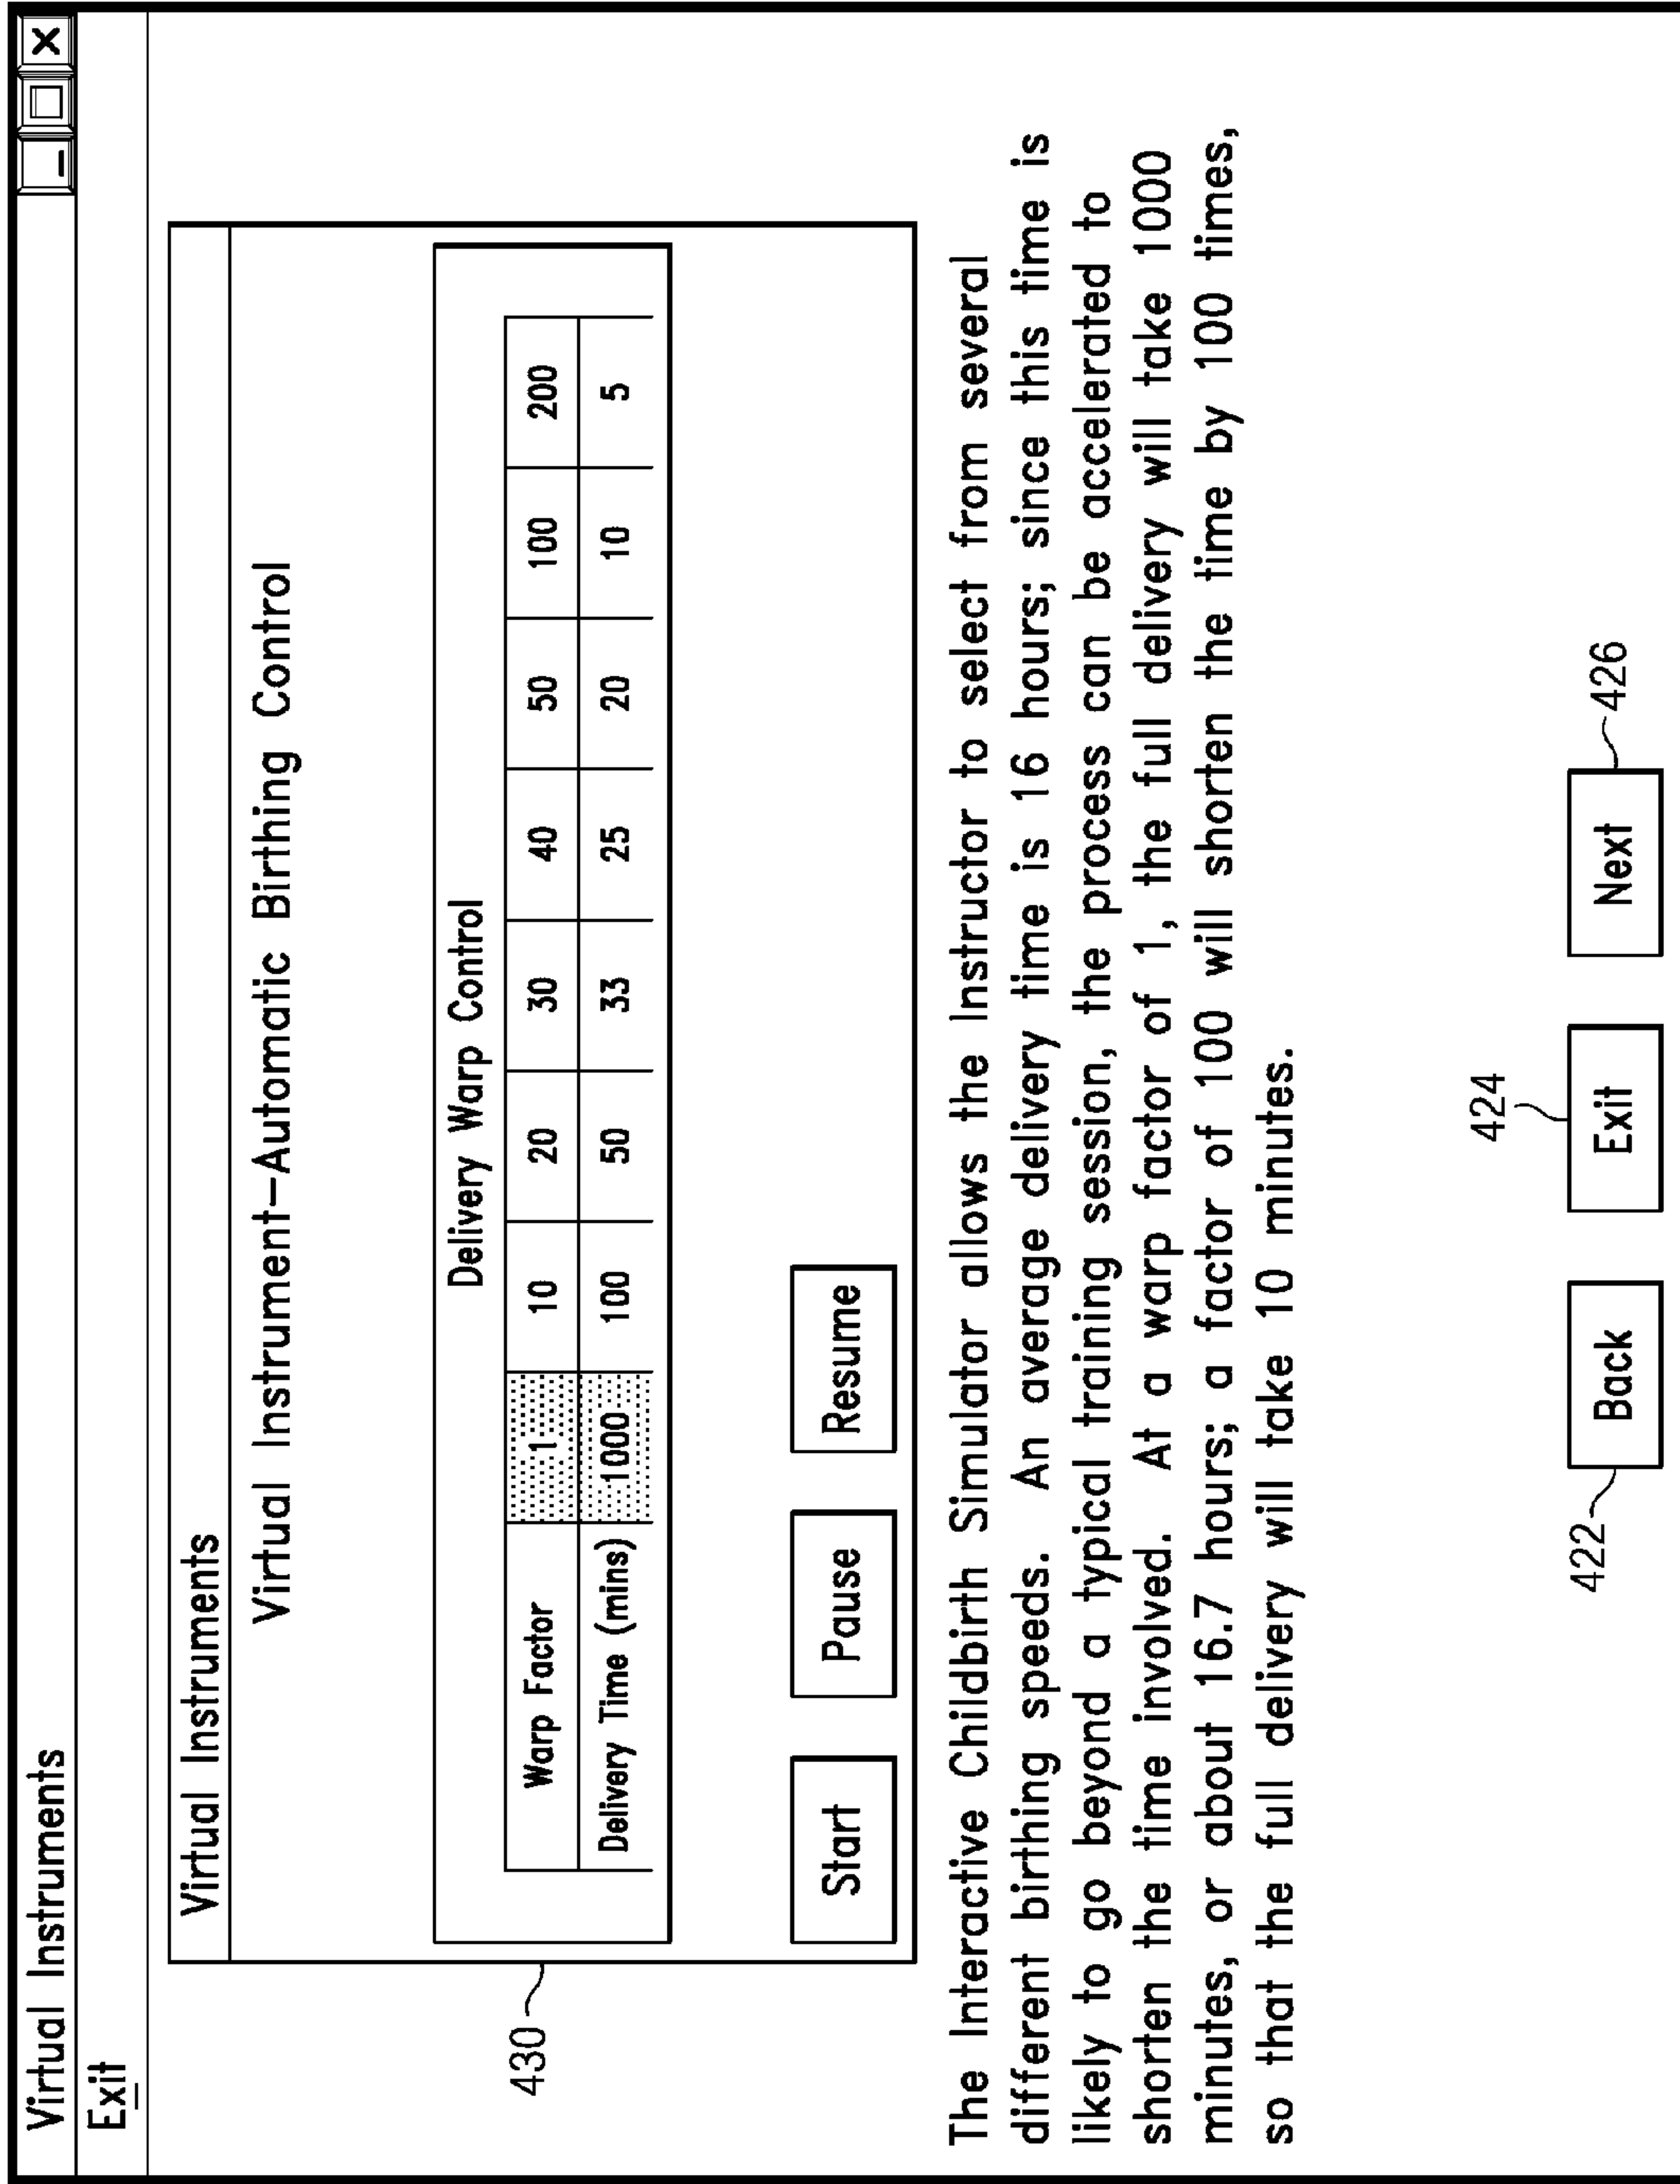 Virtual Instruments
Exit
Virtual Instruments
Virtual Instrument–Automatic Birthing Control
Delivery Warp Control
Warp Factor 1 10 20 30 40 50 100 200
Delivery Time (mins) 1000 100 50 33 25 20 10 5
430
Start Pause Resume
The Interactive Childbirth Simulator allows the Instructor to select from several
different birthing speeds. An average delivery time is 16 hours; since this time is
likely to go beyond a typical training session, the process can be accelerated to
shorten the time involved. At a warp factor of 1, the full delivery will take 1000
minutes, or about 16.7 hours; a factor of 100 will shorten the time by 100 times,
so that the full delivery will take 10 minutes.
424
422 Back Exit Next 426